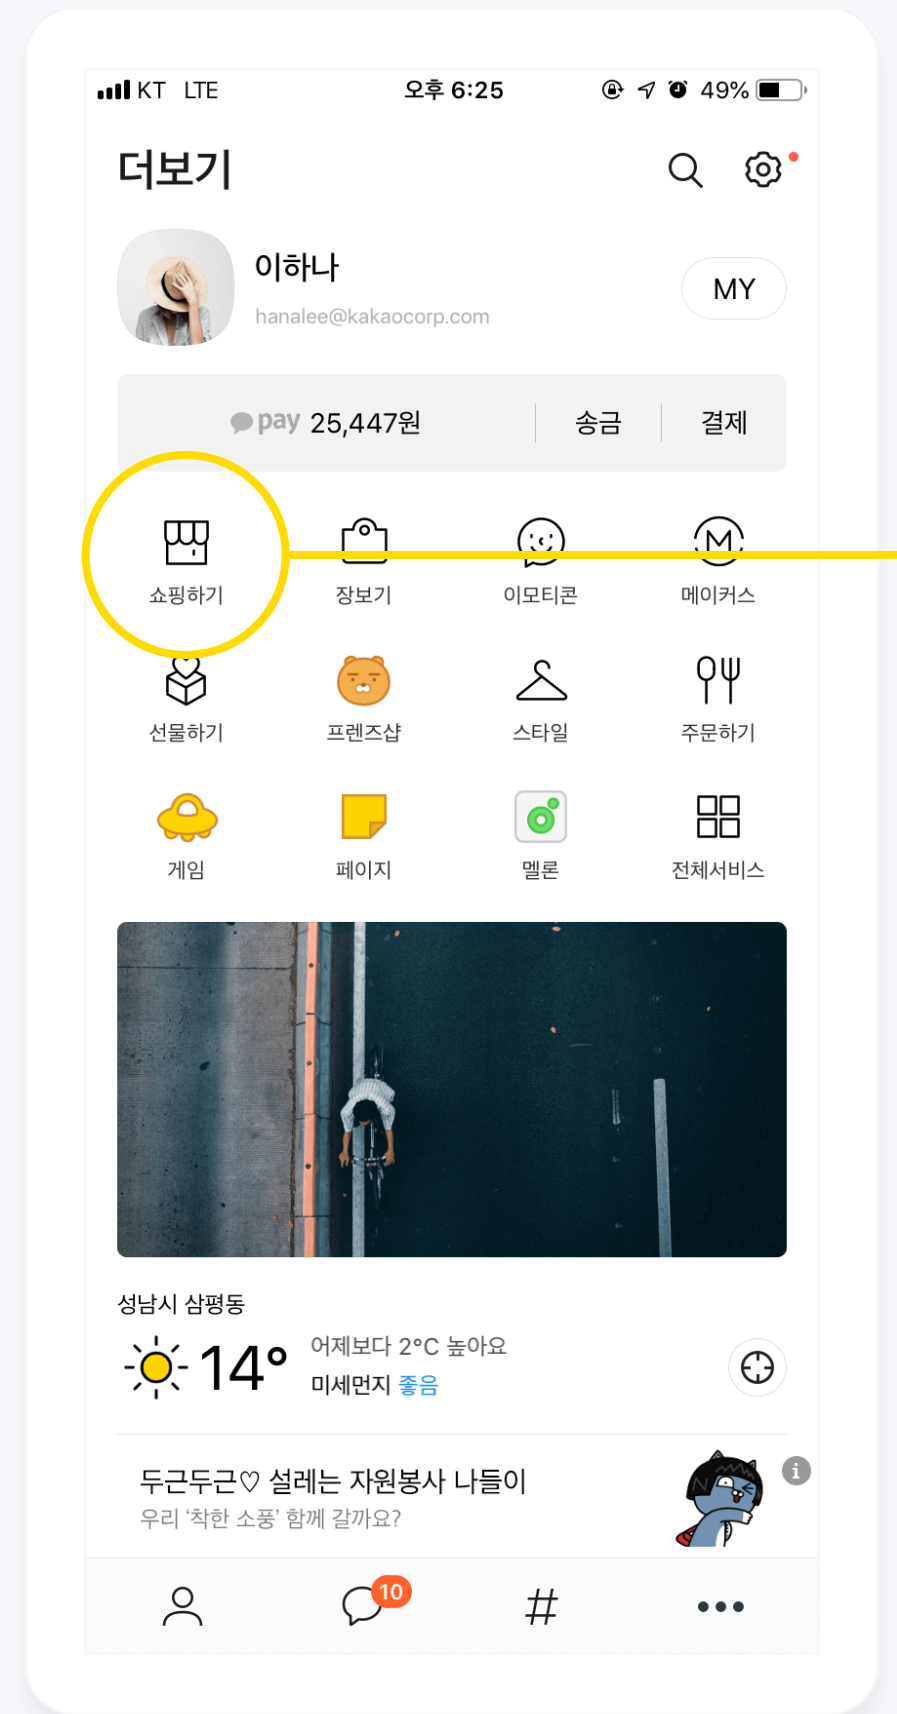 KT LTE 오후 6:25 49%
더보기
이하나
MY
hanalee@kakaocorp.com
pay 25,447원 송금 결제
쇼핑하기 장보기 이모티콘 메이커스
선물하기 프렌즈샵 스타일 주문하기
게임 페이지 멜론 전체서비스
성남시 삼평동
14° 어제보다 2°C 높아요
미세먼지 좋음
두근두근♡ 설레는 자원봉사 나들이
우리 ‘착한 소풍’ 함께 갈까요?
10